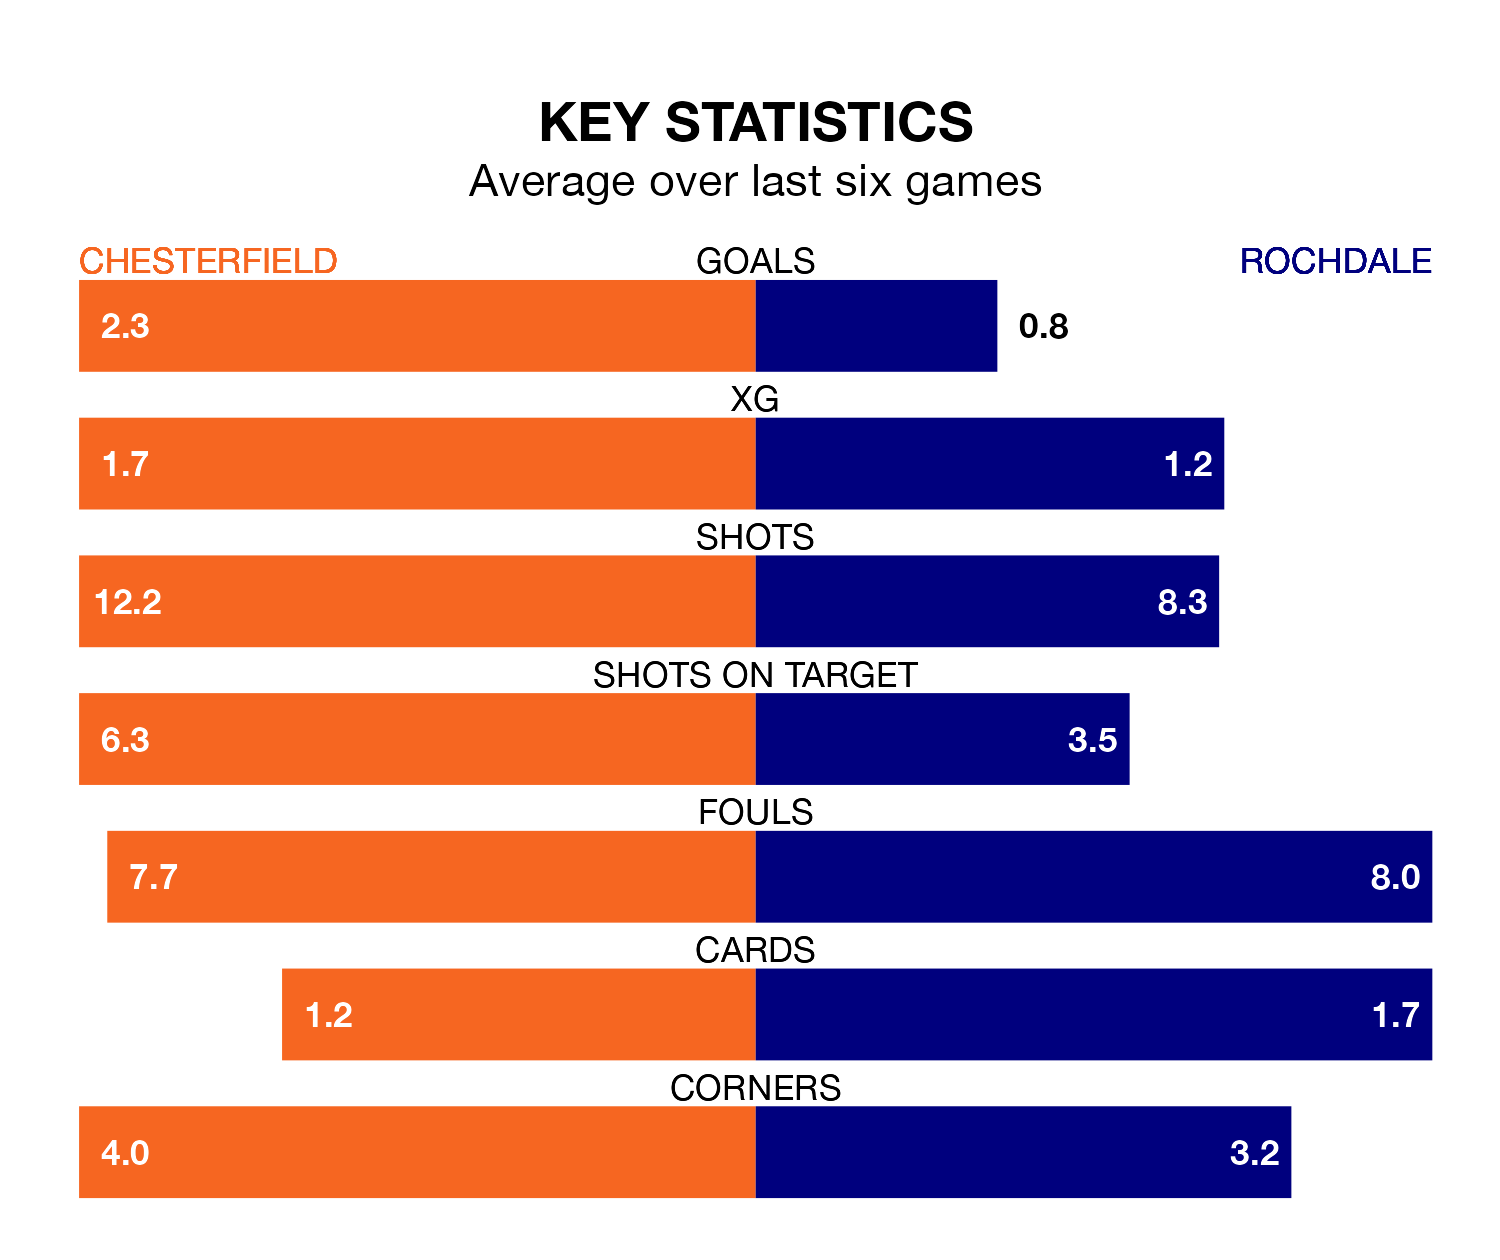 KEY STATISTICS
Average over last six games
CHESTERFIELD GOALS ROCHDALE
2.3 0.8
XG
1.7 1.2
SHOTS
12.2 8.3
SHOTS ON TARGET
6.3 3.5
FOULS
7.7 8.0
CARDS
1.2 1.7
CORNERS
4.0 3.2